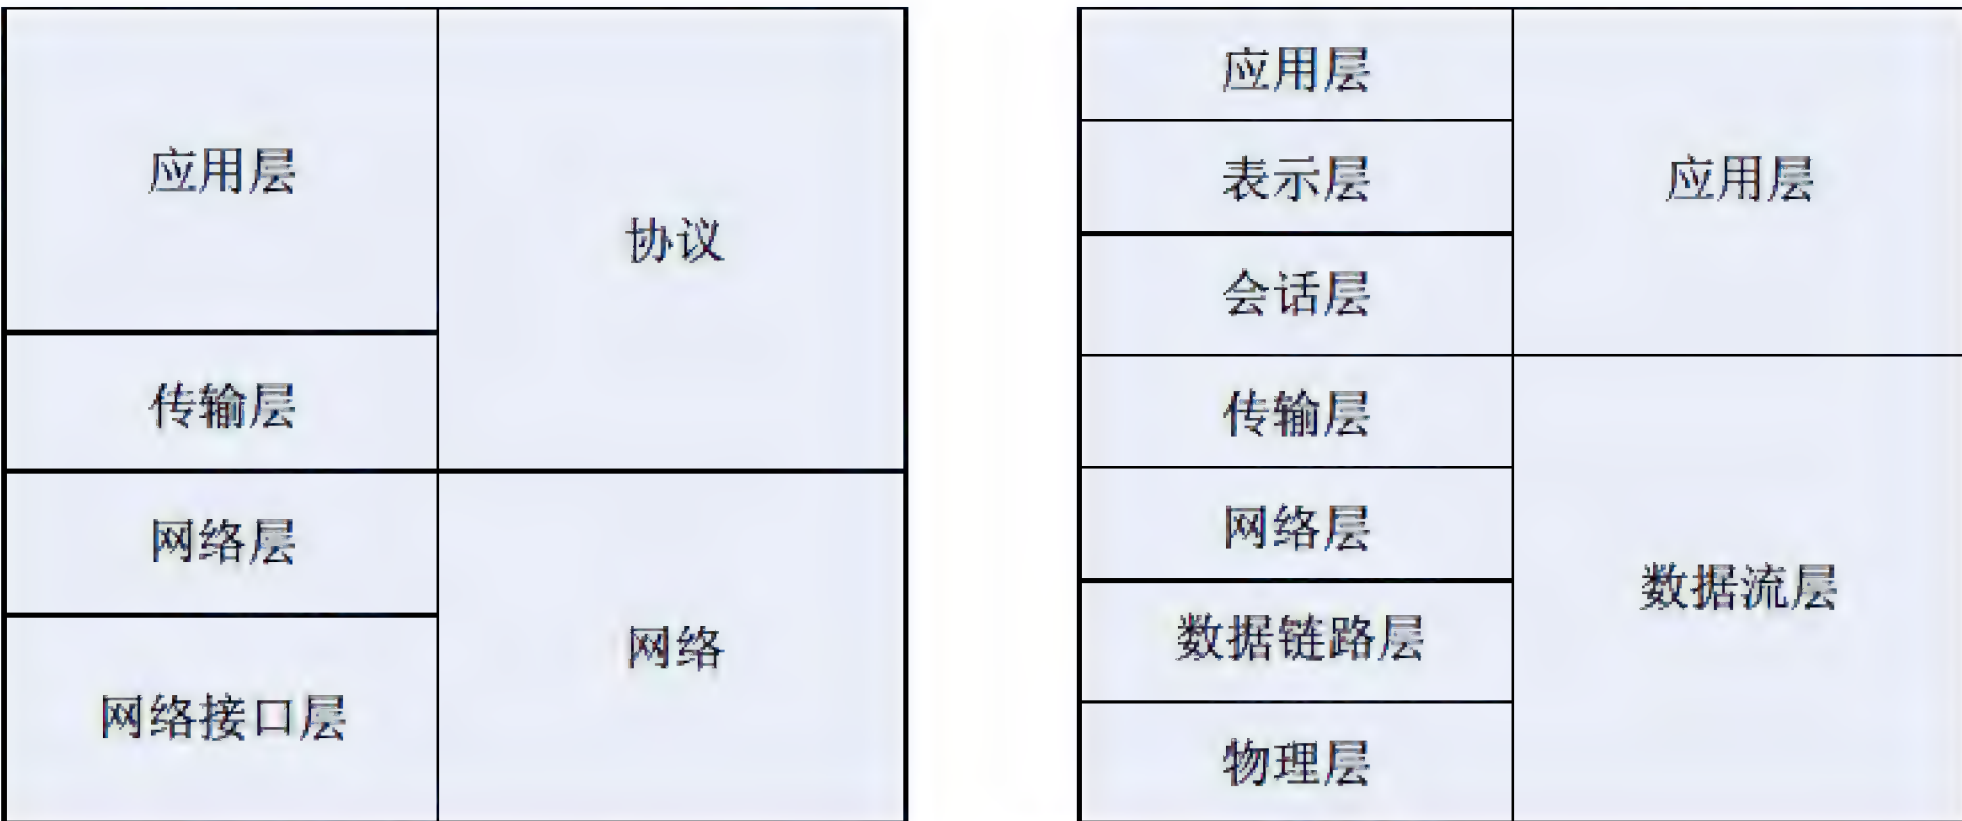 应用层
协议
传输层
网络层
网络
网络接口层
应用层
表示层
应用层
会话层
传输层
网络层
数据流层
数据链路层
物理层